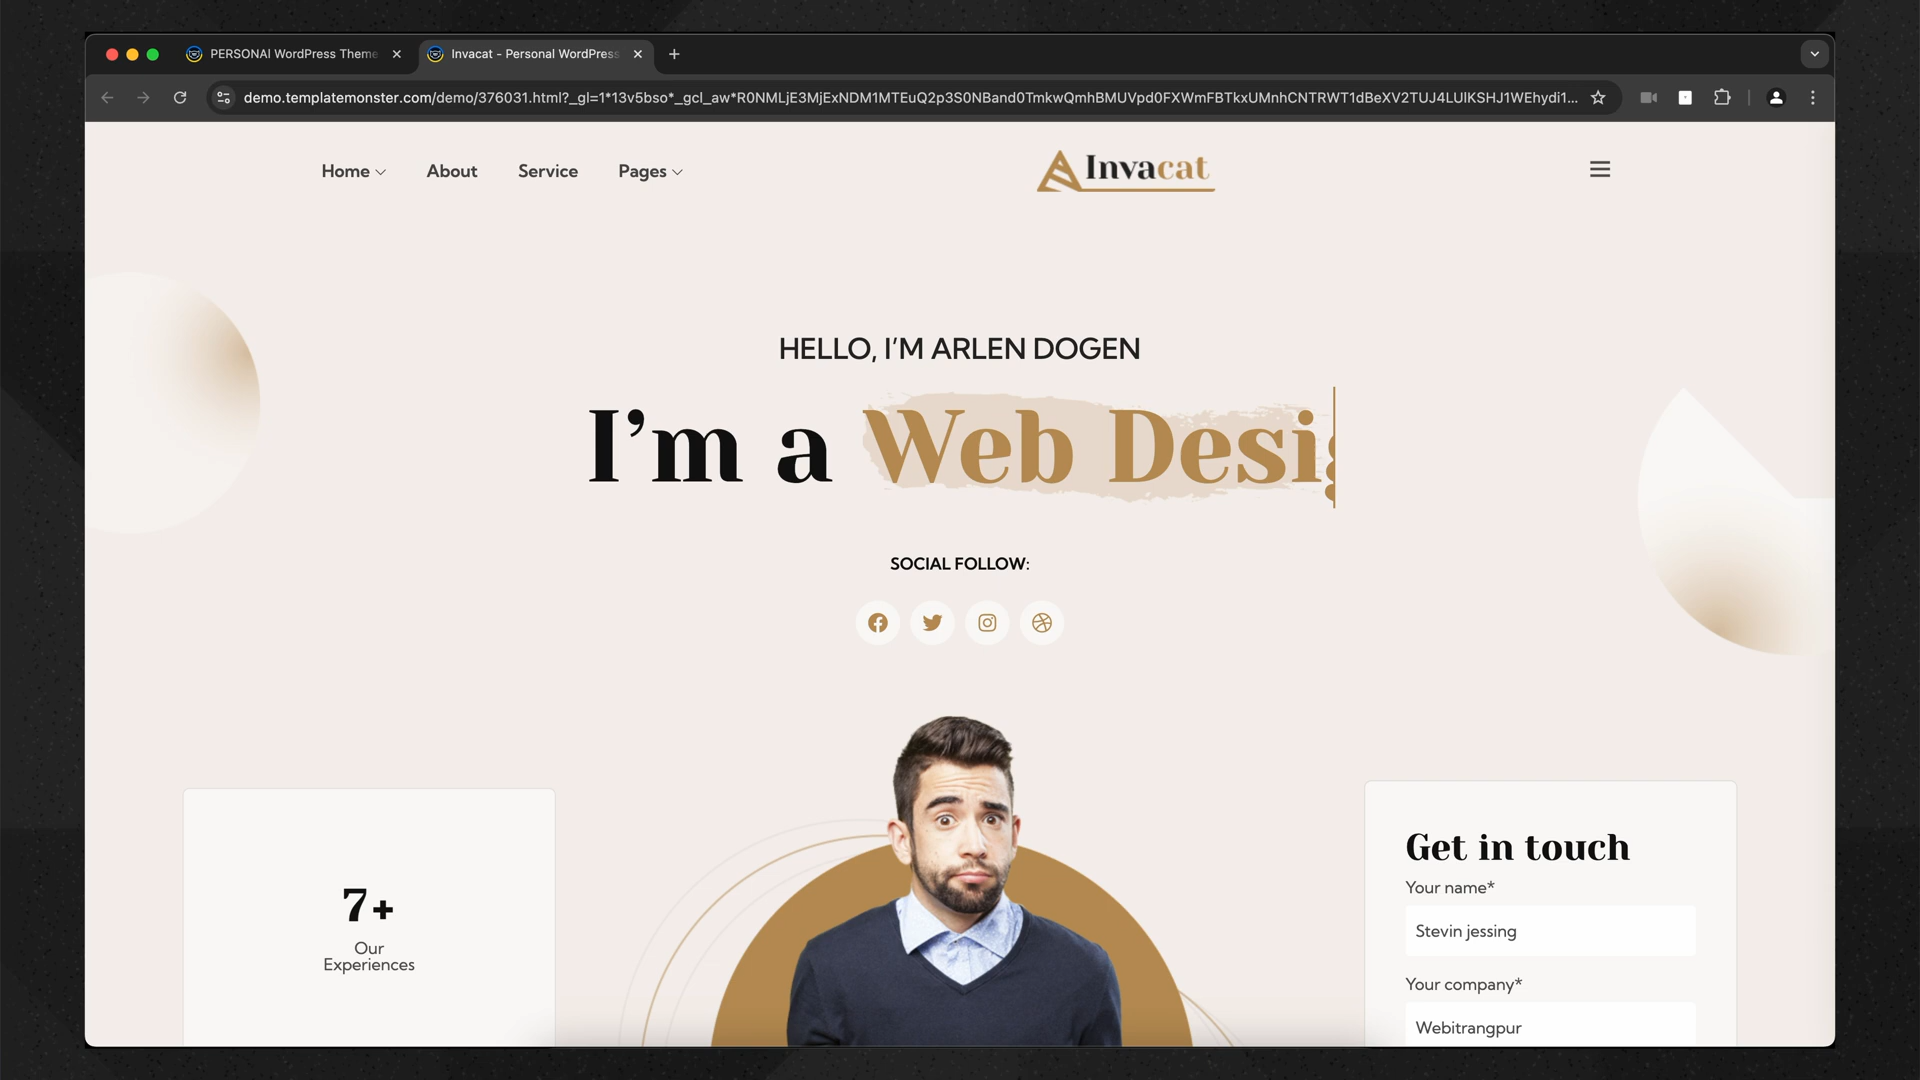 PERSONAl WordPress Theme
Invacat - Personal WordPress
demo.templatemonster.com/demo/376031.html?_gl=1*13v5bso*_gcl_aw*R0NMLjE3MjExNDM1MTEuQ2p3S0NBand0TmkwQmhBMUVpd0FXWmFBTkxUMnhCNTRWT1dBeXV2TUJ4LUlKSHJ1WEhydi1...
Home
About
Service
Pages
Invacat
HELLO, I’M ARLEN DOGEN
I’m a Web Desi
SOCIAL FOLLOW:
7+
Our
Experiences
Get in touch
Your name*
Stevin jessing
Your company*
Webitrangpur